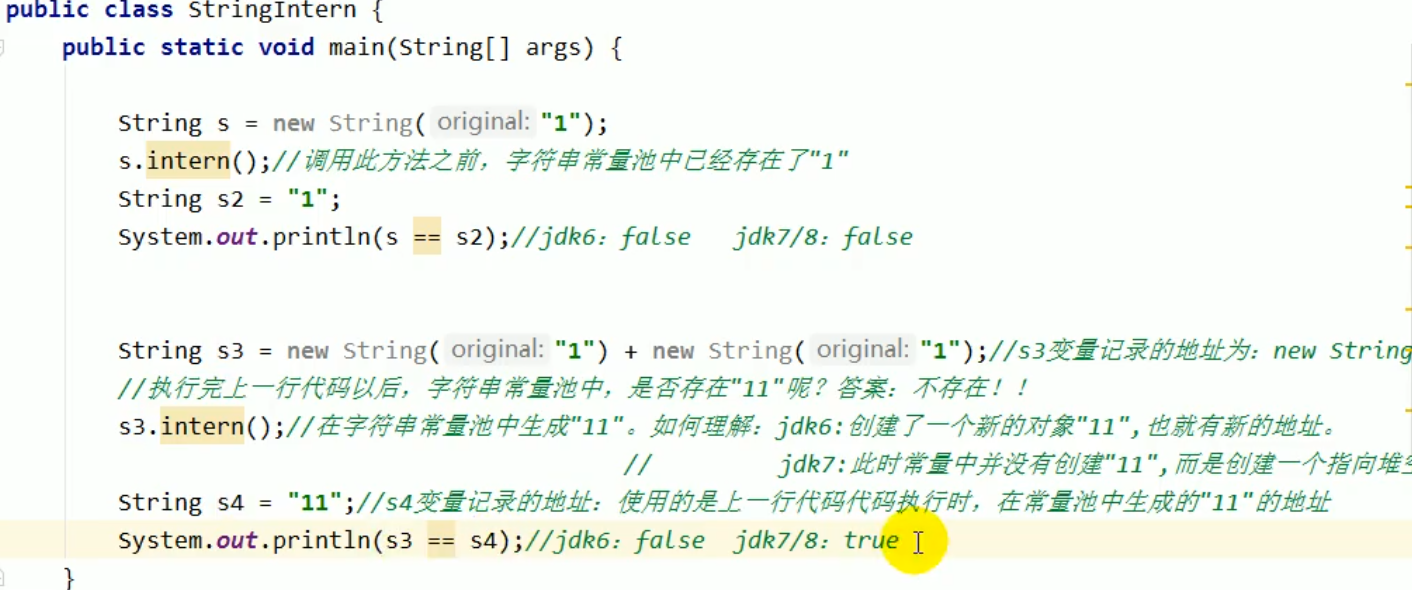 public class StringIntern {
public static void main(String[] args) {
String s = new String( original: "1");
s.intern();//调用此方法之前，字符串常量池中已经存在了"1"
String s2 = "1";
System.out.println(s == s2);//jdk6：false   jdk7/8：false
String s3 = new String( original: "1") + new String( original: "1");//s3变量记录的地址为：new String
//执行完上一行代码以后，字符串常量池中，是否存在"11"呢？答案：不存在！！
s3.intern();//在字符串常量池中生成"11"。如何理解：jdk6:创建了一个新的对象"11",也就有新的地址。
//         jdk7:此时常量中并没有创建"11",而是创建一个指向堆空
String s4 = "11";//s4变量记录的地址：使用的是上一行代码代码执行时，在常量池中生成的"11"的地址
System.out.println(s3 == s4);//jdk6：false  jdk7/8：true
}